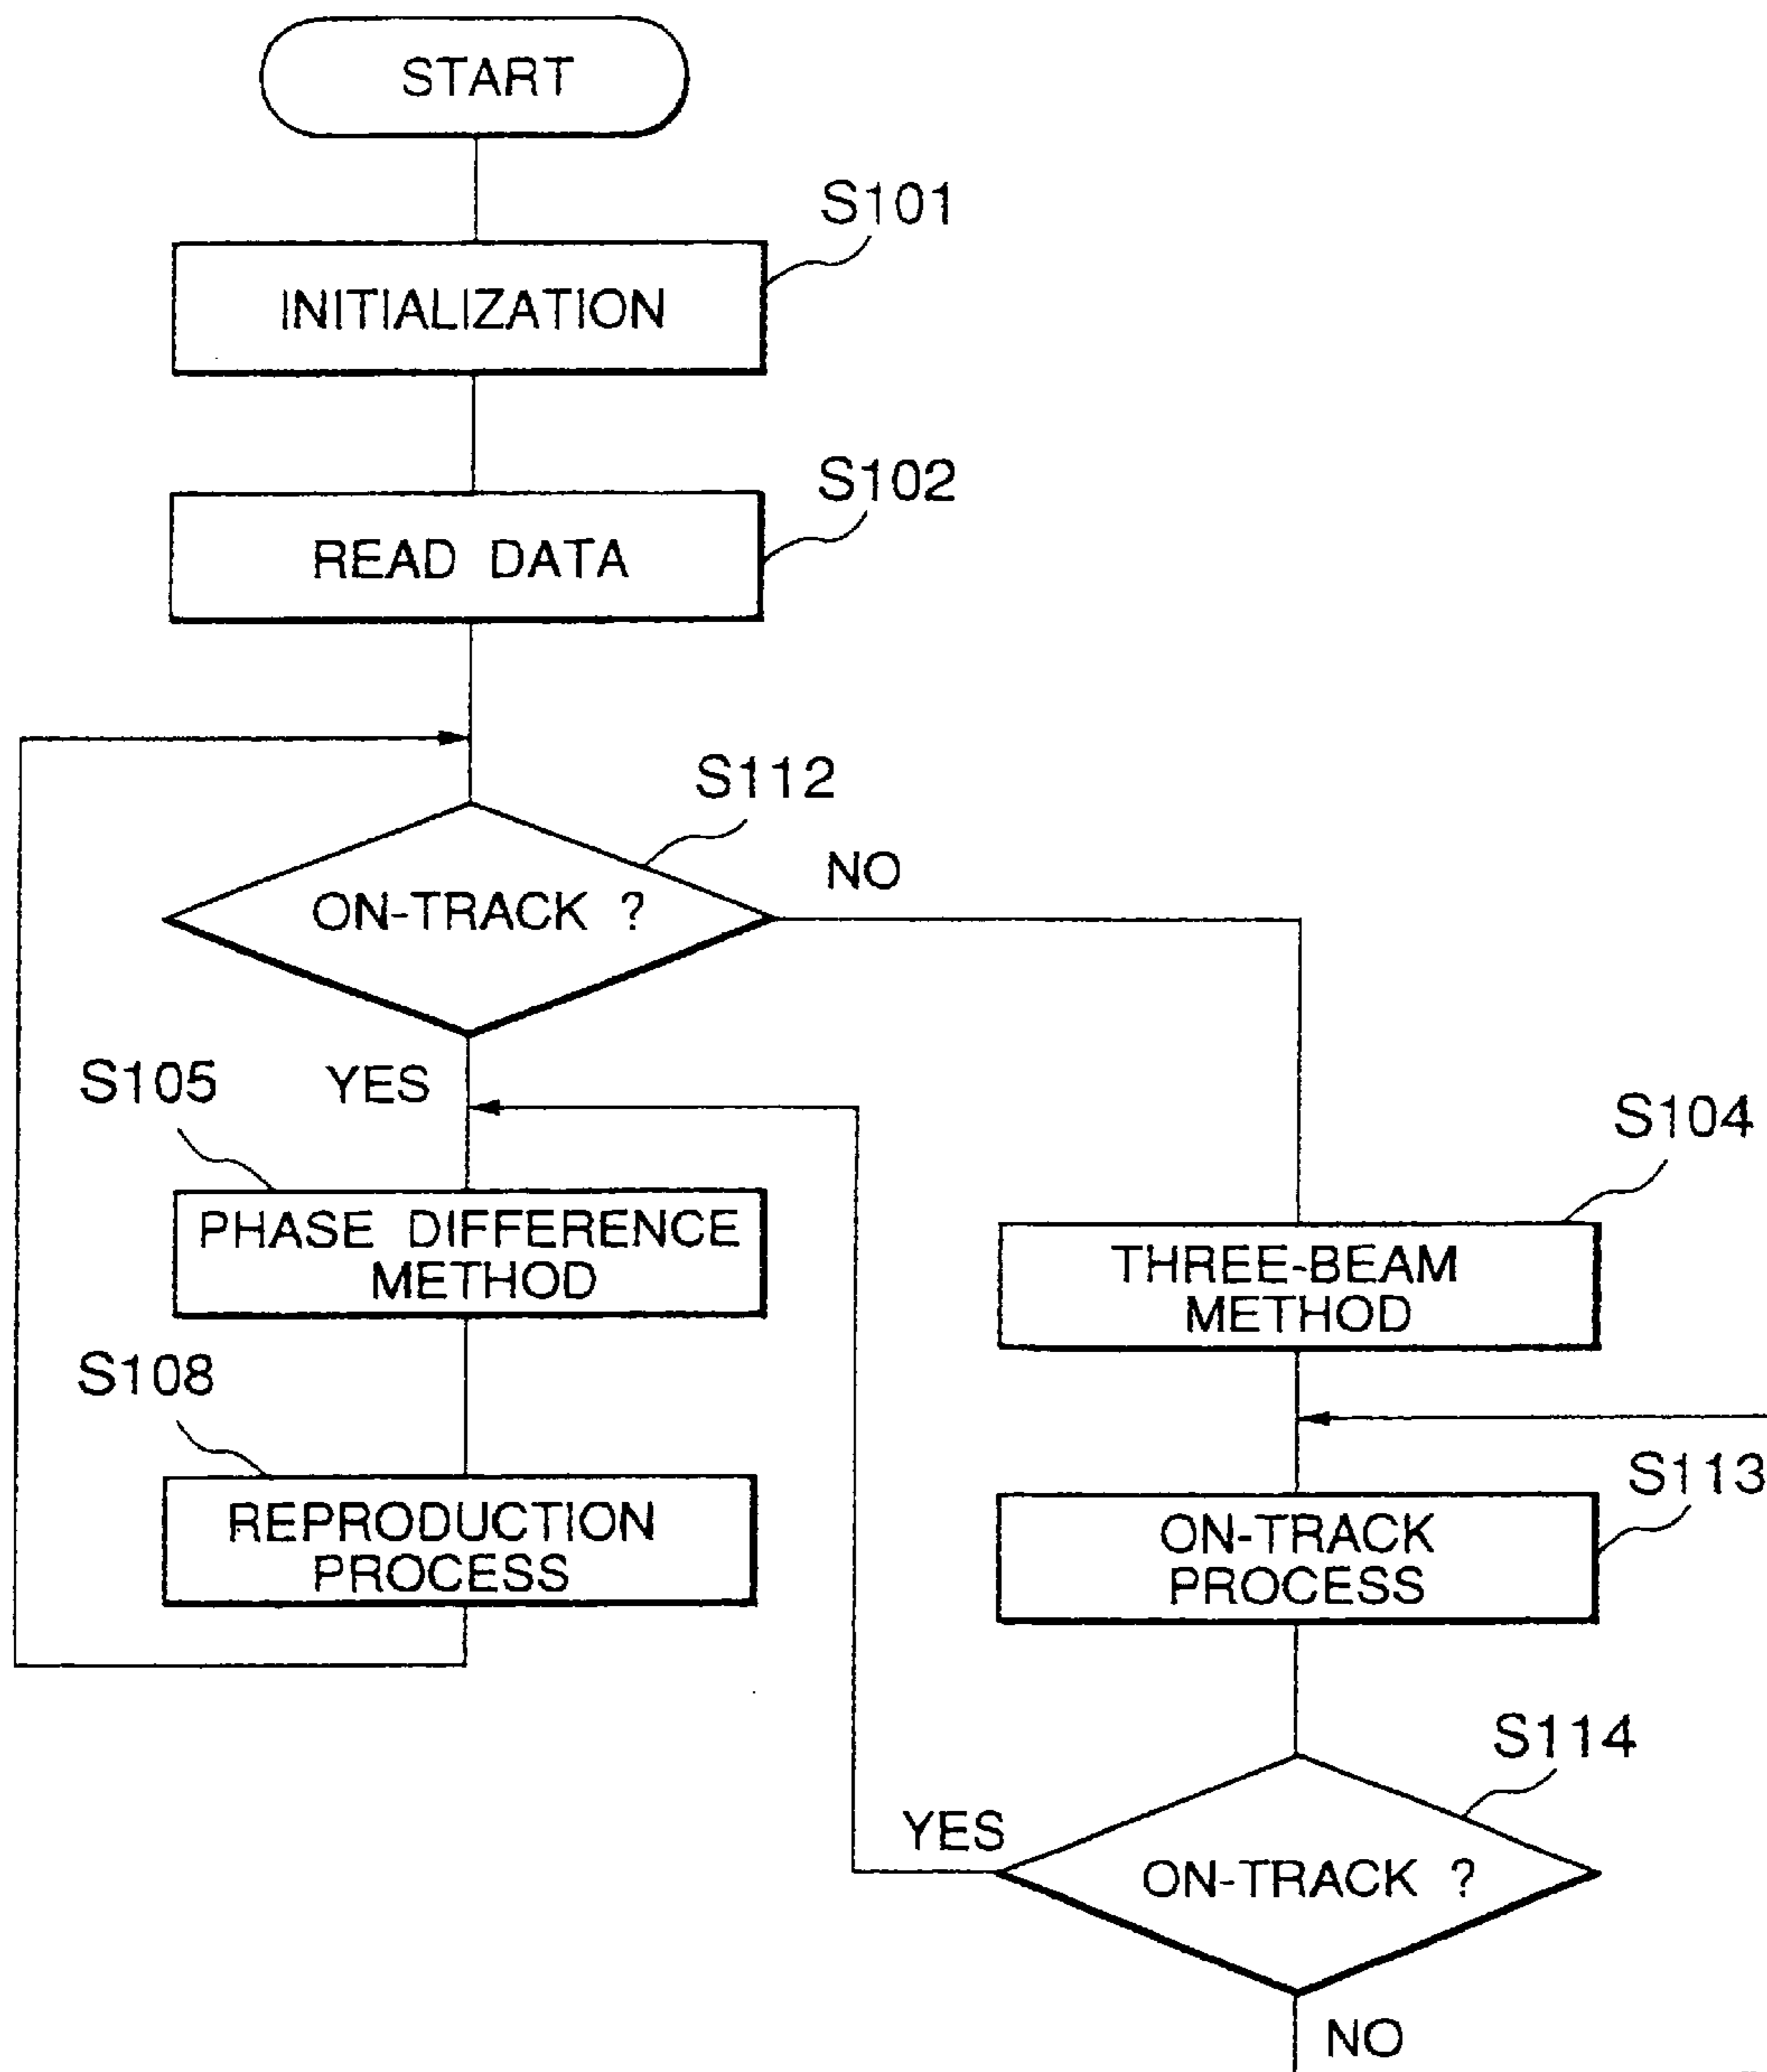 START
S101
INITIALIZATION
S102
READ DATA
S112
NO
ON-TRACK ?
S105
YES
S104
PHASE DIFFERENCE
METHOD
THREE-BEAM
METHOD
S108
S113
REPRODUCTION
PROCESS
ON-TRACK
PROCESS
S114
YES
ON-TRACK ?
NO